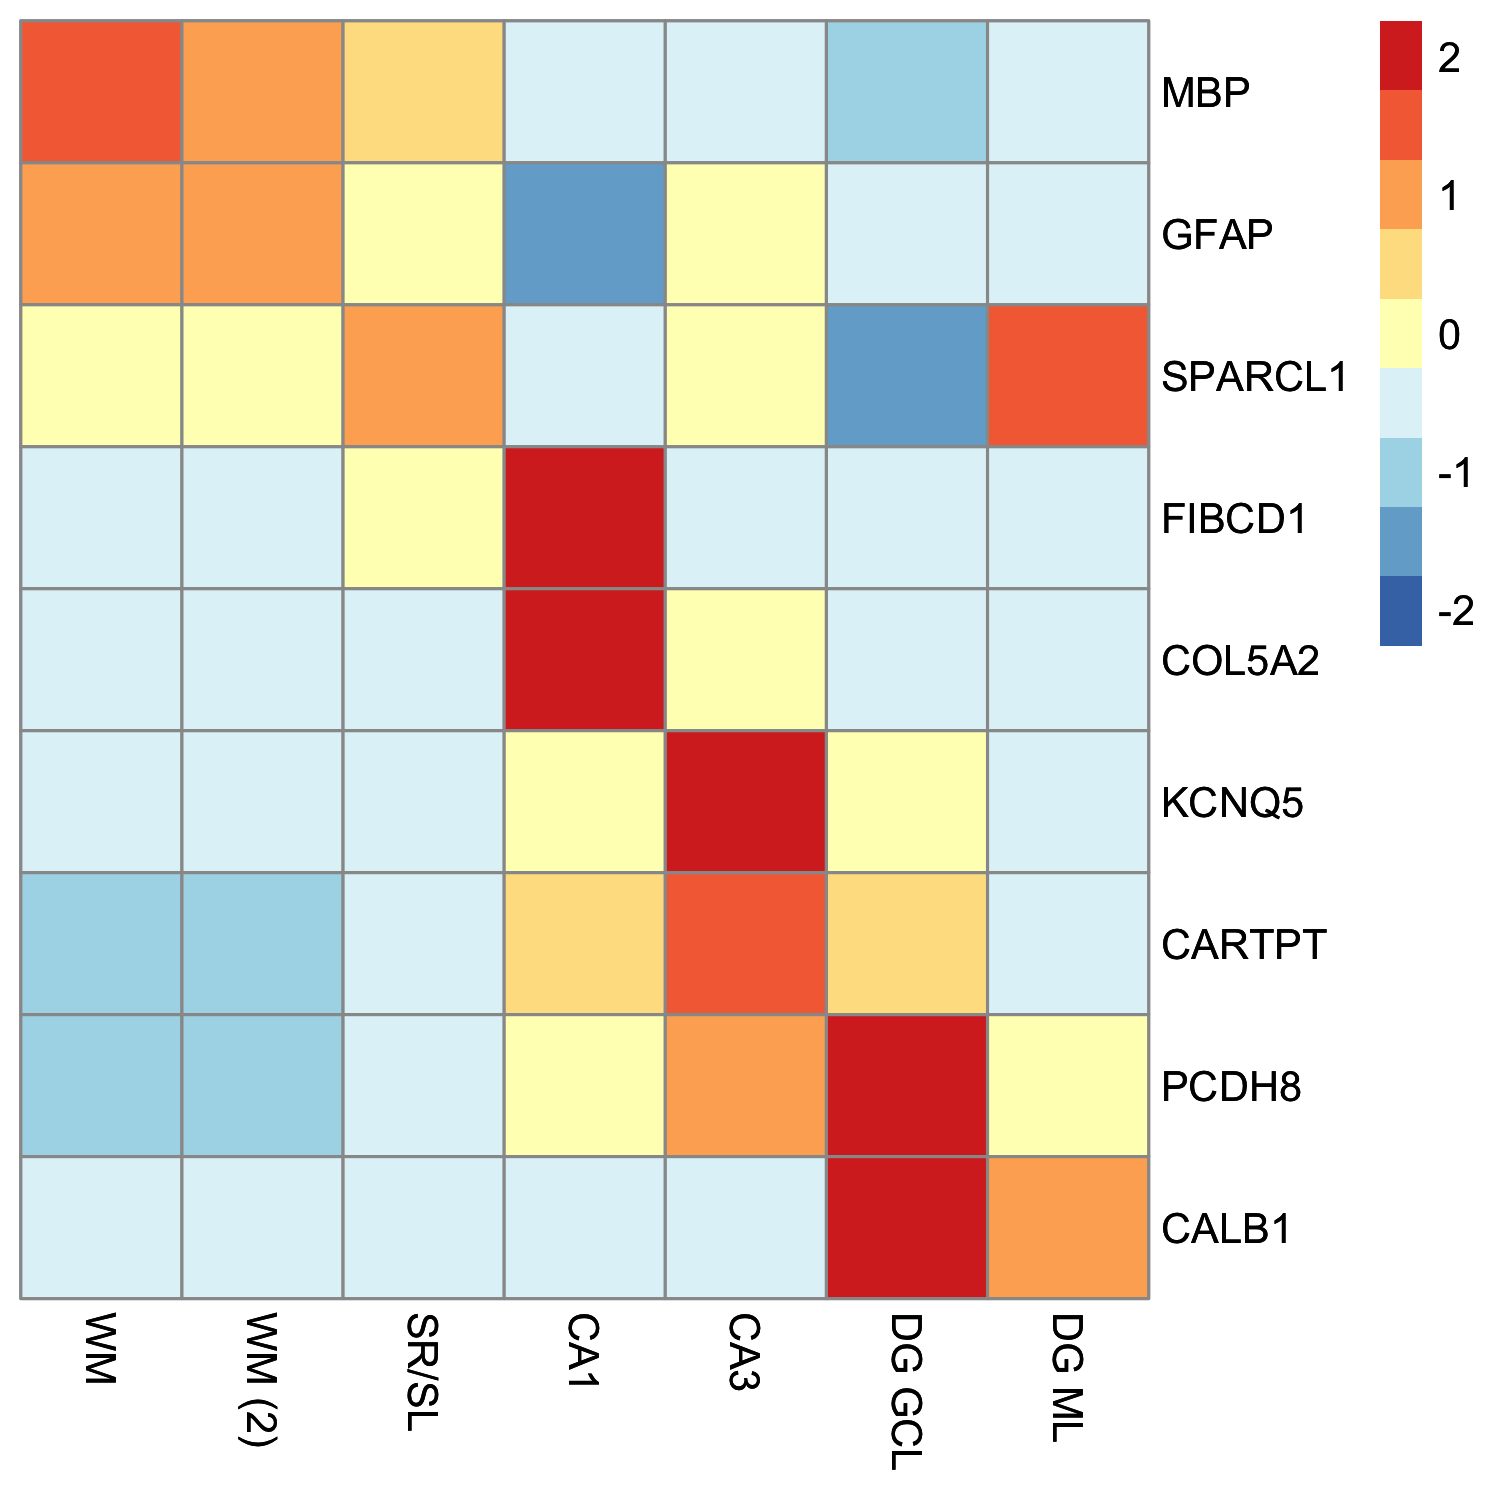 MBP
GFAP
SPARCL1
FIBCD1
COL5A2
KCNQ5
CARTPT
PCDH8
CALB1
WM
WM (2)
SR/SL
CA1
CA3
DG GCL
DG ML
2
1
0
-1
-2